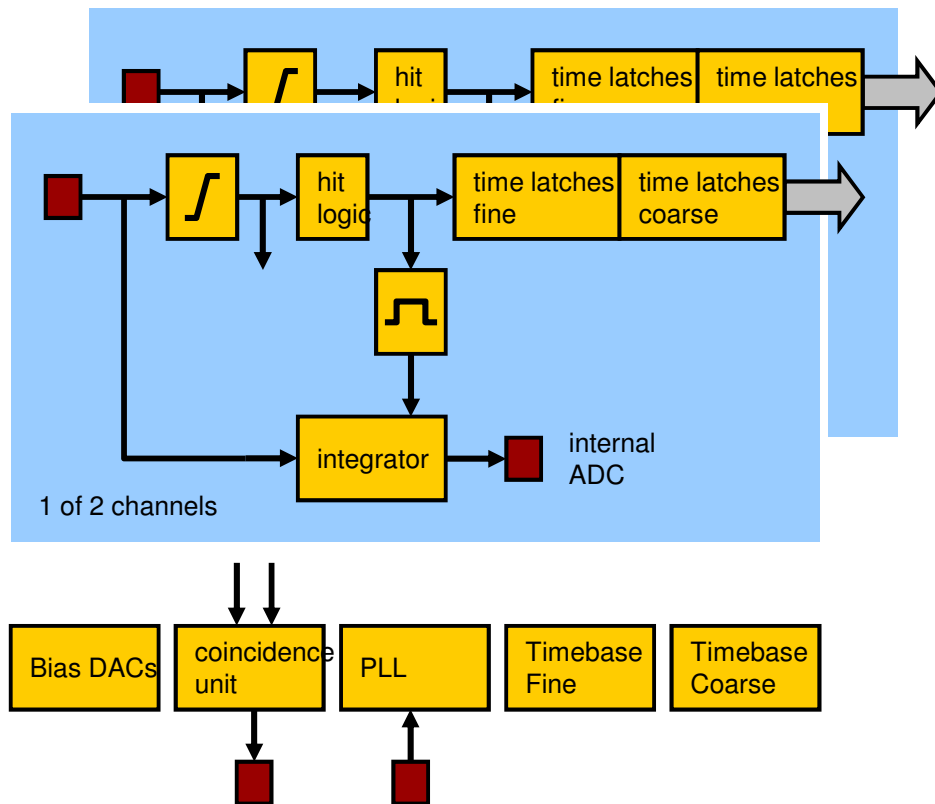 hit
time latches
time latches
hit
logic
time latches
fine
time latches
coarse
integrator
internal
ADC
1 of 2 channels
Bias DACs
coincidence
unit
PLL
Timebase
Fine
Timebase
Coarse